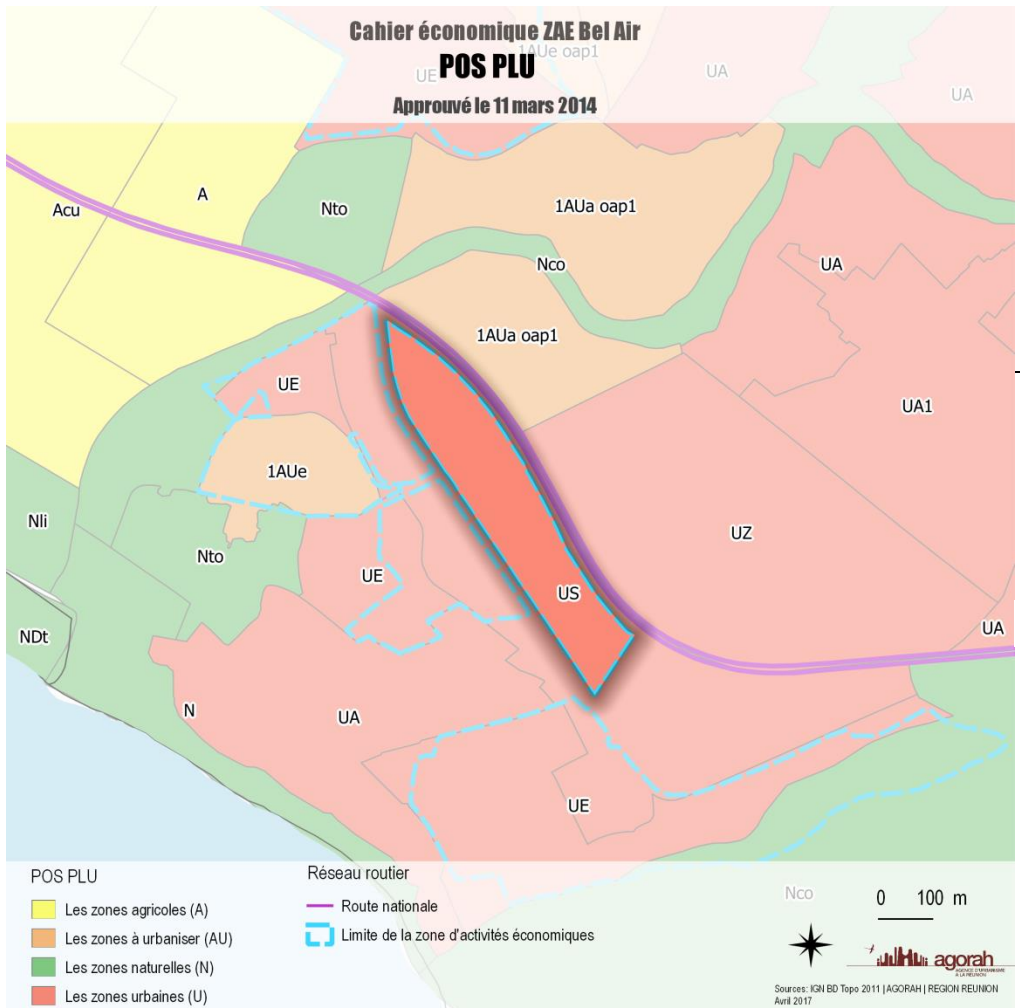 Cahier économique ZAE Bel Air
POS PLU
Approuvé le 11 mars 2014
1AUe oap1
UE
UA
UA
A
Acu
Nto
1AUa oap1
Nco
UA
1AUa oap1
UE
UA1
1AUe
Nli
UZ
Nto
UE
US
NDt
UA
N
UA
UE
POS PLU
Les zones agricoles (A)
Les zones à urbaniser (AU)
Les zones naturelles (N)
Les zones urbaines (U)
Réseau routier
Route nationale
Limite de la zone d'activités économiques
Nco
0 100 m
agorah
AGENCE D'URBANISME
A LA RÉUNION
Sources: IGN BD Topo 2011 | AGORAH | REGION REUNION
Avril 2017